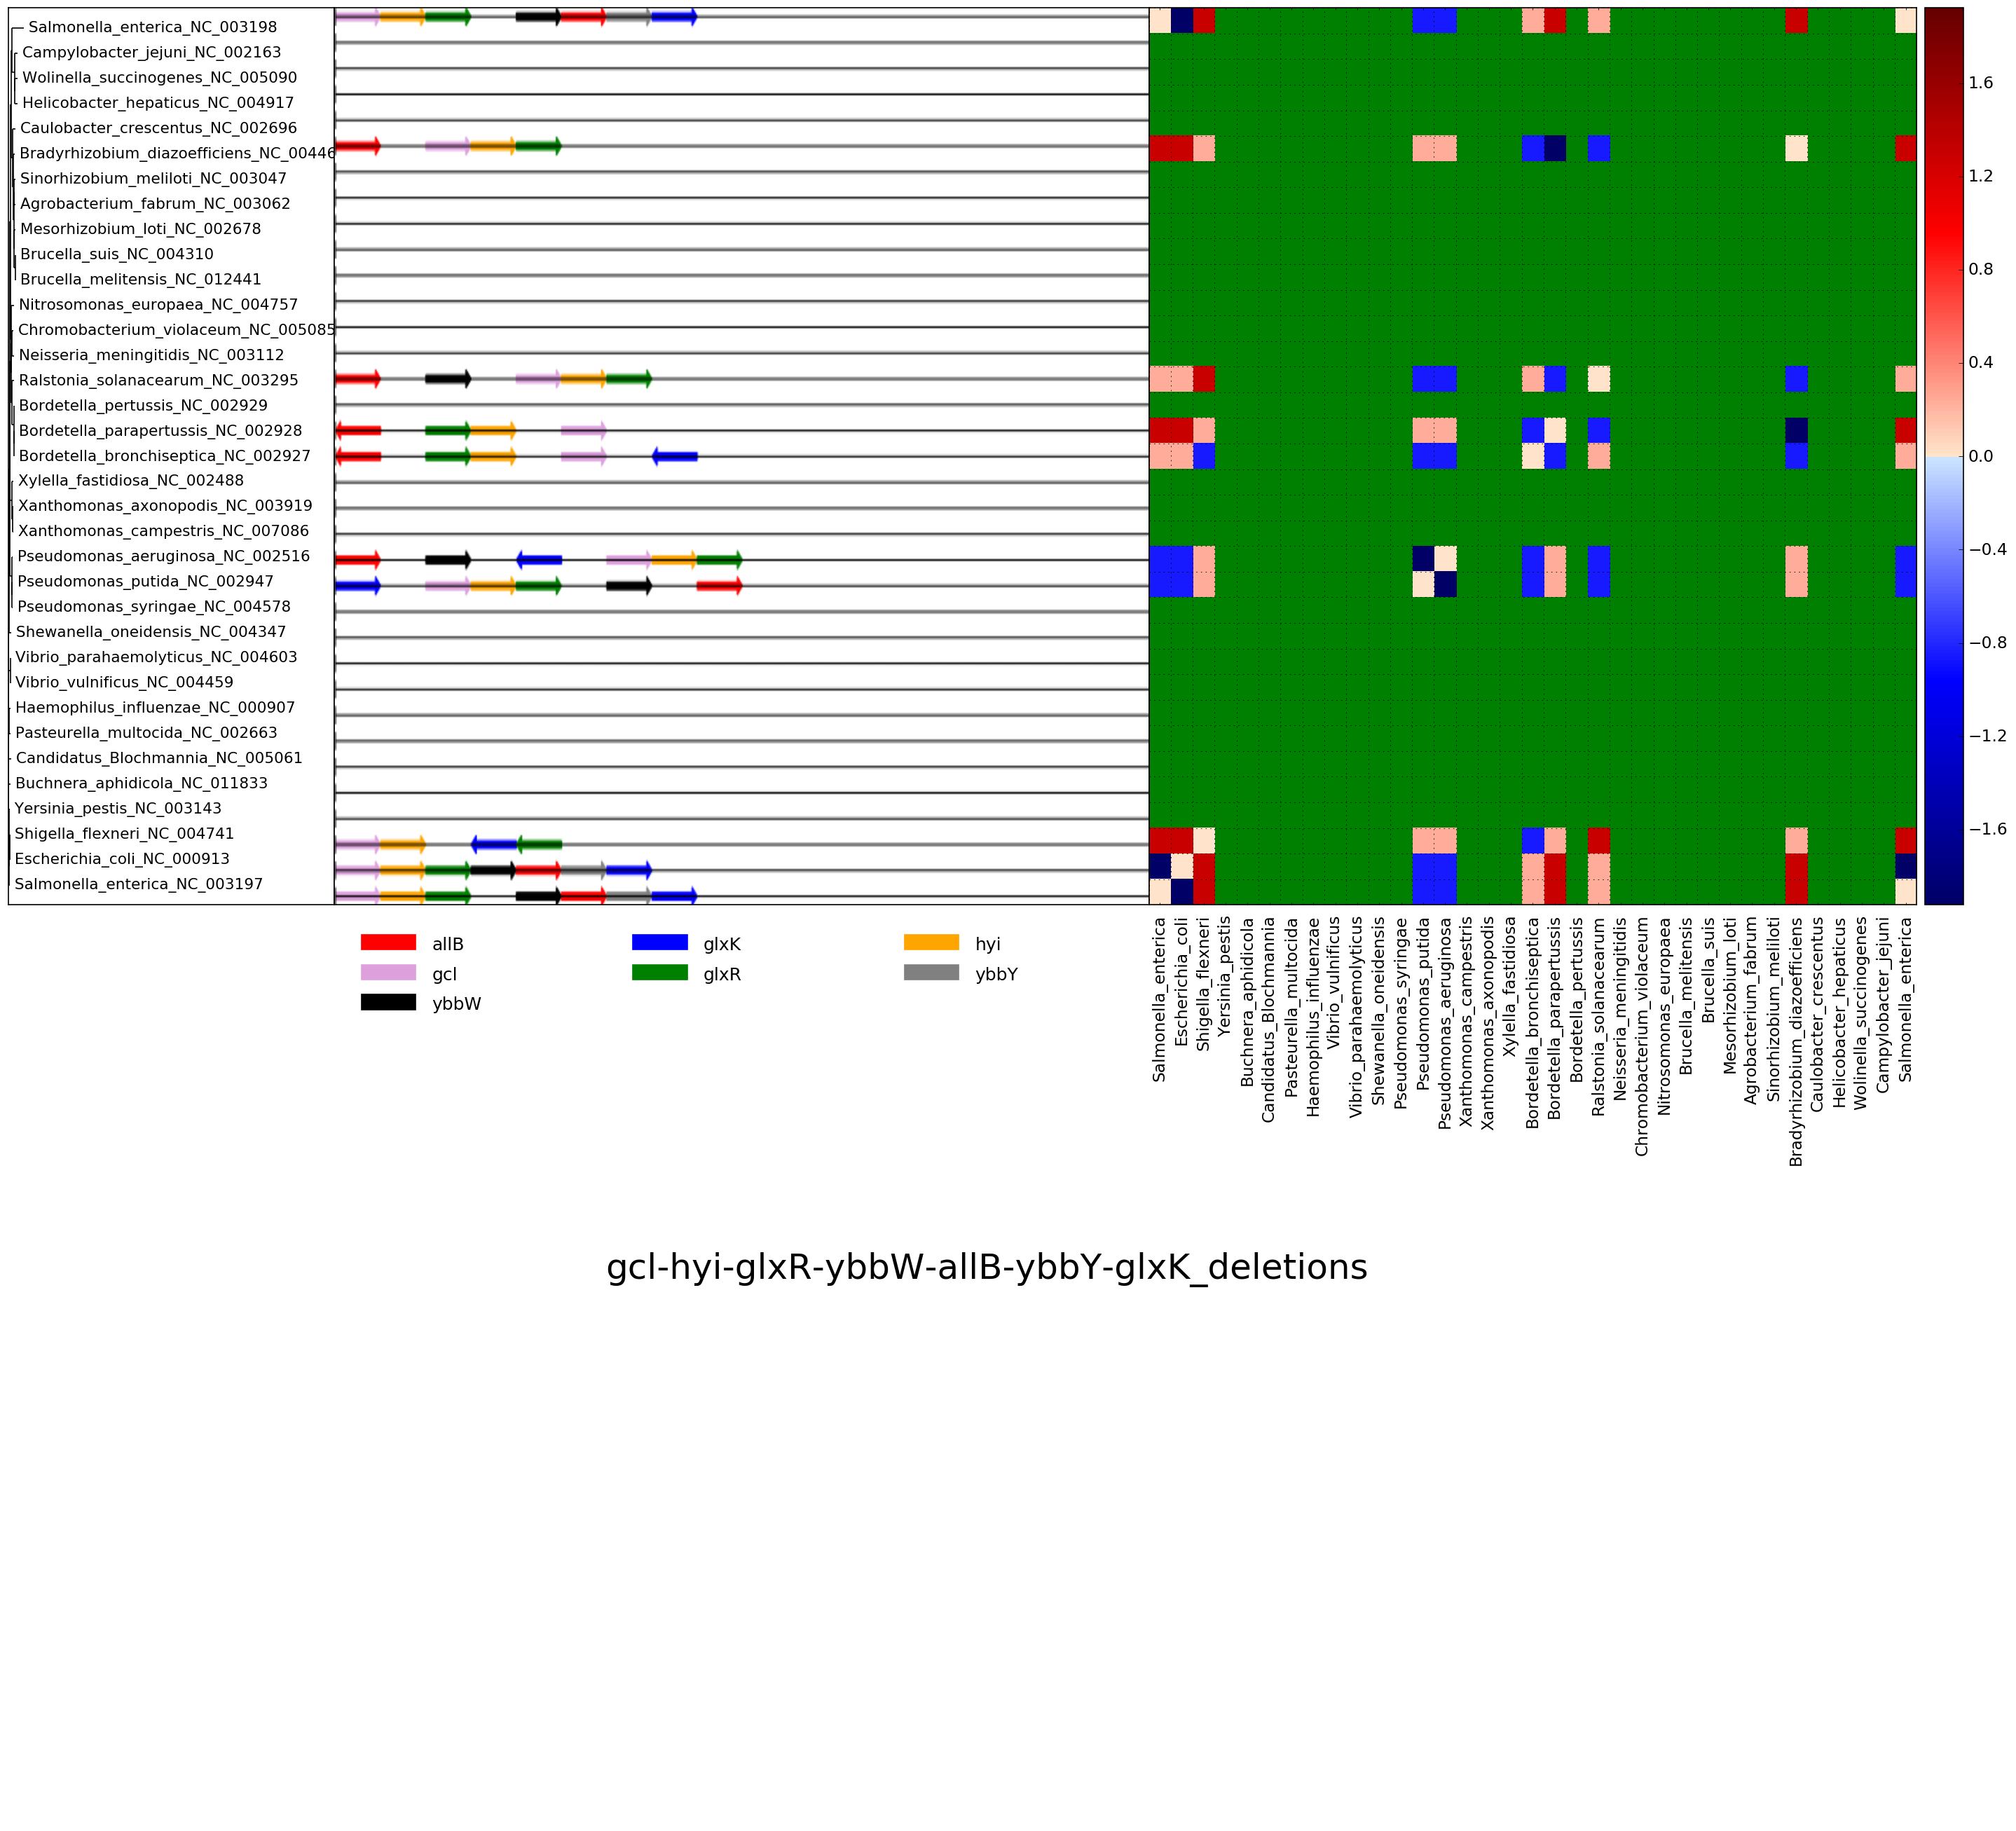 Salmonella_enterica_NC_003198
Campylobacter_jejuni_NC_002163
Wolinella_succinogenes_NC_005090
Helicobacter_hepaticus_NC_004917
Caulobacter_crescentus_NC_002696
Bradyrhizobium_diazoefficiens_NC_00446
Sinorhizobium_meliloti_NC_003047
Agrobacterium_fabrum_NC_003062
Mesorhizobium_loti_NC_002678
Brucella_suis_NC_004310
Brucella_melitensis_NC_012441
Nitrosomonas_europaea_NC_004757
Chromobacterium_violaceum_NC_005085
Neisseria_meningitidis_NC_003112
Ralstonia_solanacearum_NC_003295
Bordetella_pertussis_NC_002929
Bordetella_parapertussis_NC_002928
Bordetella_bronchiseptica_NC_002927
Xylella_fastidiosa_NC_002488
Xanthomonas_axonopodis_NC_003919
Xanthomonas_campestris_NC_007086
Pseudomonas_aeruginosa_NC_002516
Pseudomonas_putida_NC_002947
Pseudomonas_syringae_NC_004578
Shewanella_oneidensis_NC_004347
Vibrio_parahaemolyticus_NC_004603
Vibrio_vulnificus_NC_004459
Haemophilus_influenzae_NC_000907
Pasteurella_multocida_NC_002663
Candidatus_Blochmannia_NC_005061
Buchnera_aphidicola_NC_011833
Yersinia_pestis_NC_003143
Shigella_flexneri_NC_004741
Escherichia_coli_NC_000913
Salmonella_enterica_NC_003197
1.6
1.2
0.8
0.4
0.0
−0.4
−0.8
−1.2
−1.6
allB
gcl
ybbW
glxK
glxR
hyi
ybbY
Salmonella_enterica
Escherichia_coli
Shigella_flexneri
Yersinia_pestis
Buchnera_aphidicola
Candidatus_Blochmannia
Pasteurella_multocida
Haemophilus_influenzae
Vibrio_vulnificus
Vibrio_parahaemolyticus
Shewanella_oneidensis
Pseudomonas_syringae
Pseudomonas_putida
Pseudomonas_aeruginosa
Xanthomonas_campestris
Xanthomonas_axonopodis
Xylella_fastidiosa
Bordetella_bronchiseptica
Bordetella_parapertussis
Bordetella_pertussis
Ralstonia_solanacearum
Neisseria_meningitidis
Chromobacterium_violaceum
Nitrosomonas_europaea
Brucella_melitensis
Brucella_suis
Mesorhizobium_loti
Agrobacterium_fabrum
Sinorhizobium_meliloti
Bradyrhizobium_diazoefficiens
Caulobacter_crescentus
Helicobacter_hepaticus
Wolinella_succinogenes
Campylobacter_jejuni
Salmonella_enterica
gcl-hyi-glxR-ybbW-allB-ybbY-glxK_deletions